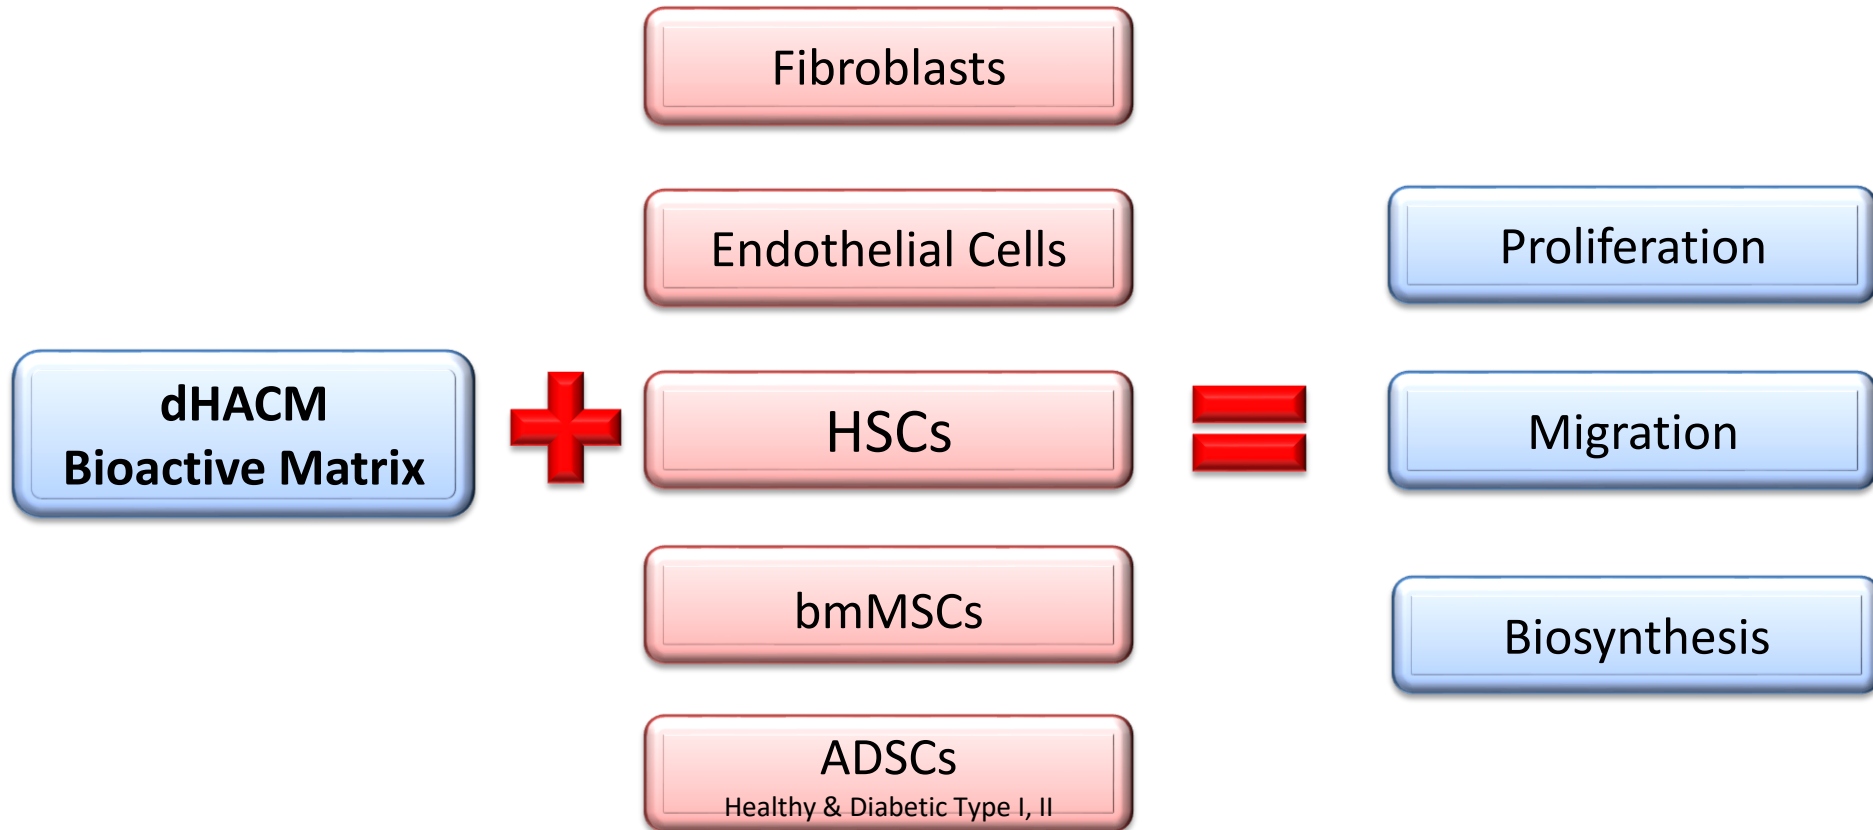 dHACM
Bioactive Matrix
Fibroblasts
Endothelial Cells
HSCs
bmMSCs
ADSCs
Healthy & Diabetic Type I, II
Proliferation
Migration
Biosynthesis